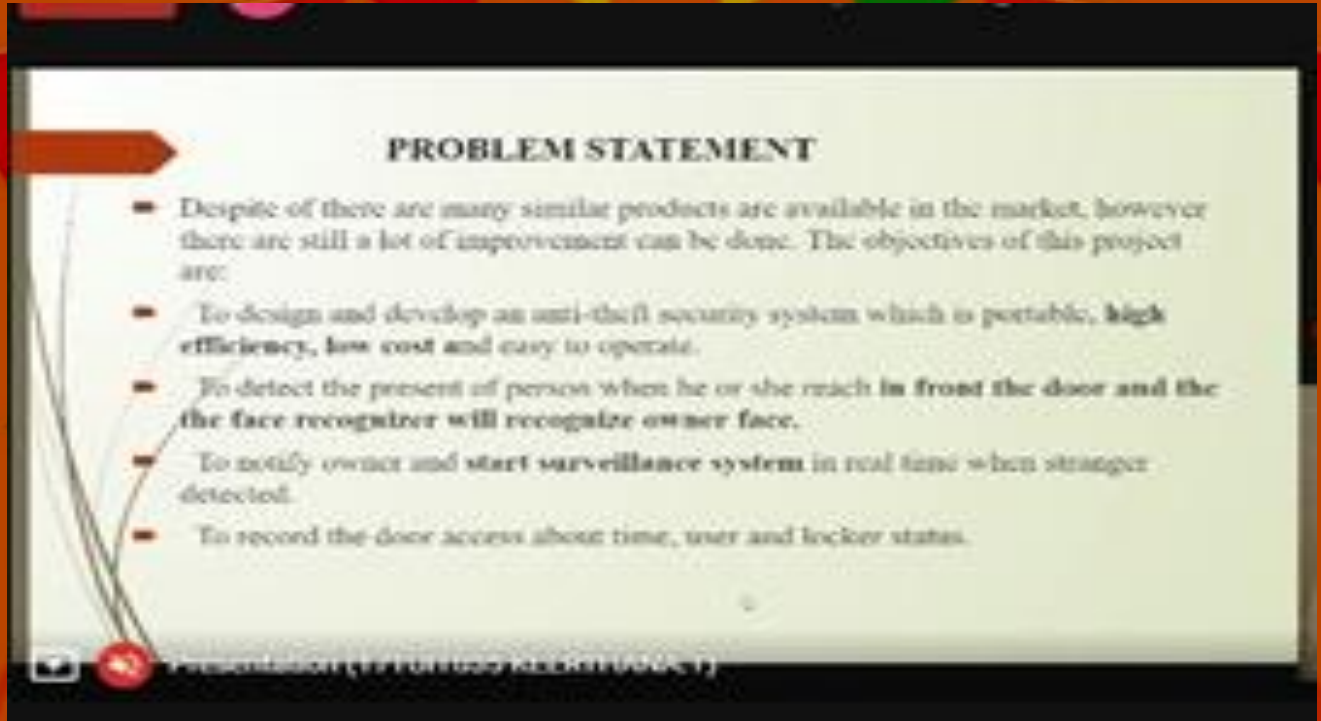 PROBLEM STATEMENT
Despite of there are many similar products are available in the market, however
there are still a lot of improvement can be done. The objectives of this project
are:
To design and develop an anti-theft security system which is portable, high
efficiency, low cost and easy to operate.
To detect the present of person when he or she reach in front the door and the
the face recognizer will recognize owner face.
To notify owner and start surveillance system in real time when stranger
detected.
To record the door access about time, user and locker status.
Presentation